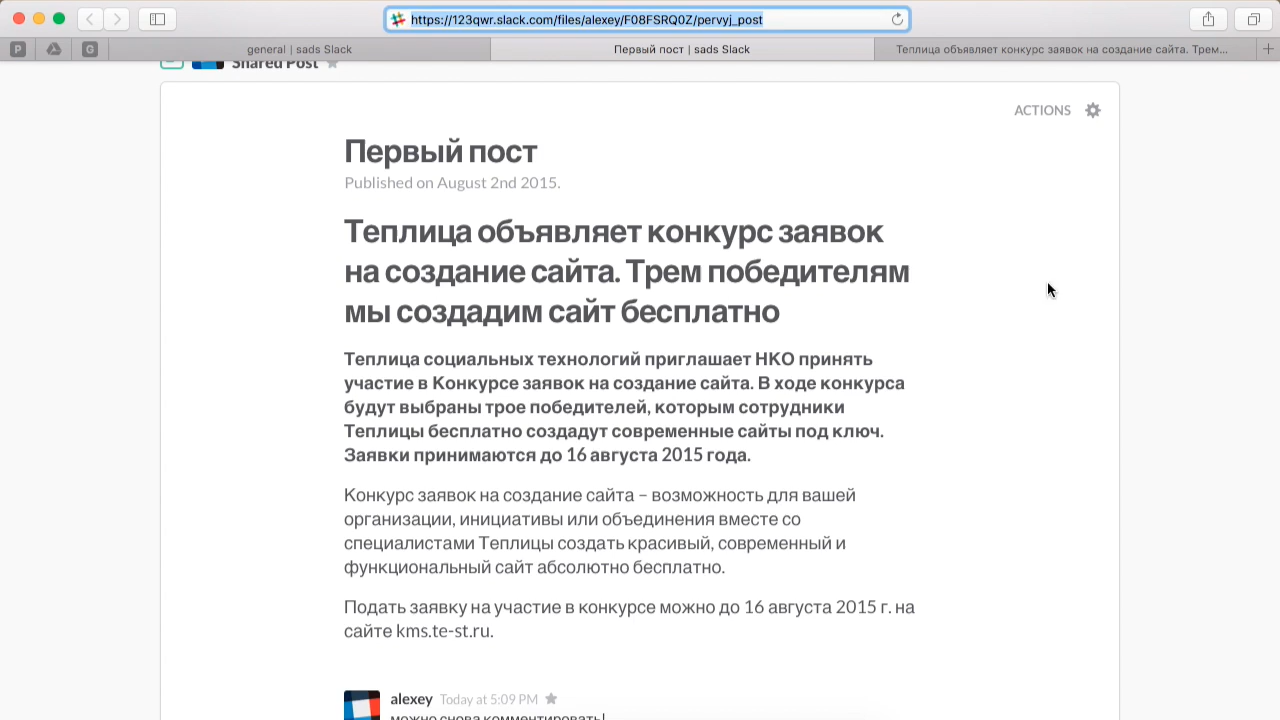 https://123qwr.slack.com/files/alexey/F08FSRQ0Z/pervyj_post
P
G
general | sads Slack
Первый пост | sads Slack
Теплица объявляет конкурс заявок на создание сайта. Трем...
Shared Post
ACTIONS
Первый пост
Published on August 2nd 2015.
Теплица объявляет конкурс заявок
на создание сайта. Трем победителям
мы создадим сайт бесплатно
Теплица социальных технологий приглашает НКО принять
участие в Конкурсе заявок на создание сайта. В ходе конкурса
будут выбраны трое победителей, которым сотрудники
Теплицы бесплатно создадут современные сайты под ключ.
Заявки принимаются до 16 августа 2015 года.
Конкурс заявок на создание сайта – возможность для вашей
организации, инициативы или объединения вместе со
специалистами Теплицы создать красивый, современный и
функциональный сайт абсолютно бесплатно.
Подать заявку на участие в конкурсе можно до 16 августа 2015 г. на
сайте kms.te-st.ru.
alexey Today at 5:09 PM
можно снова комментировать!